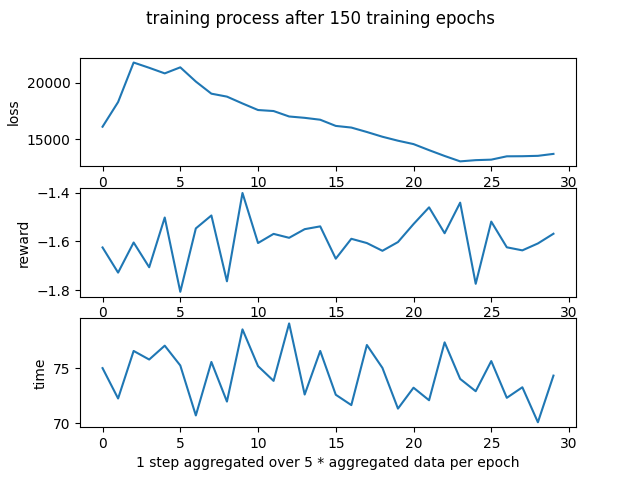 training process after 150 training epochs
20000
15000
loss
0 5 10 15 20 25 30
−1.4
−1.6
−1.8
reward
0 5 10 15 20 25 30
75
70
time
0 5 10 15 20 25 30
1 step aggregated over 5 * aggregated data per epoch